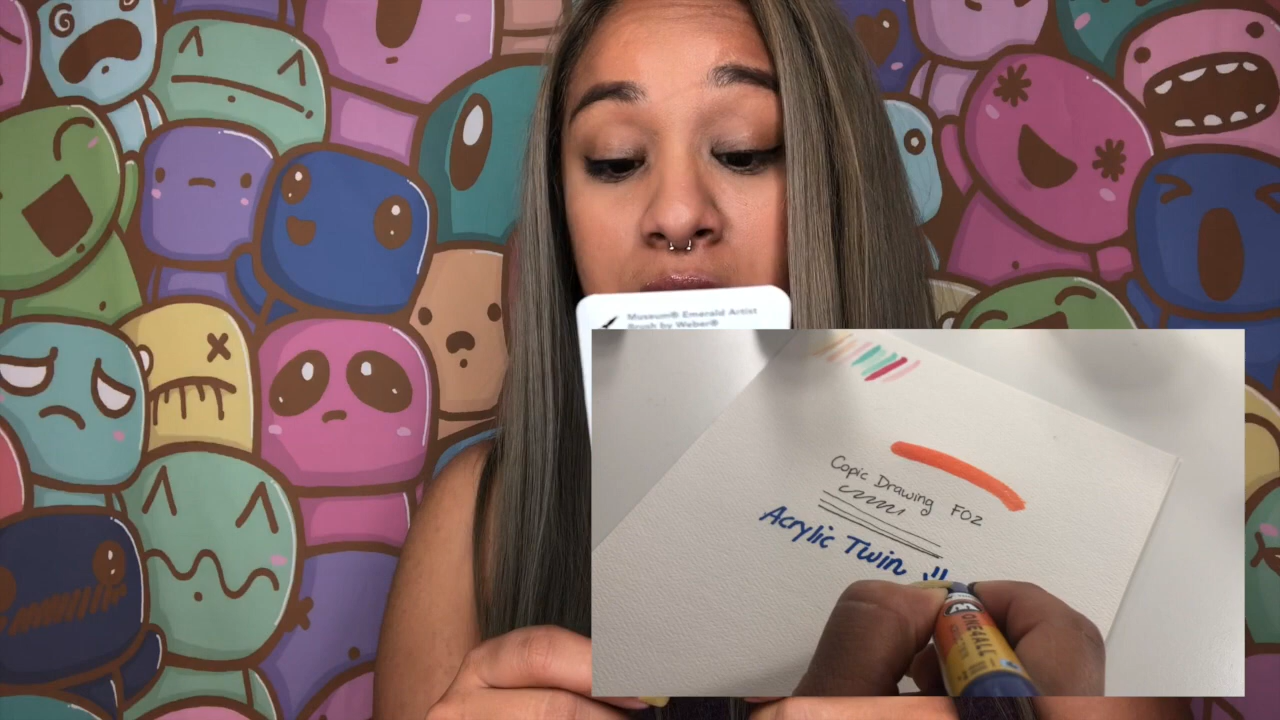 Museum® Emerald Artist
Brush by Weber®
Copic Drawing F02
Acrylic Twin
ONE4ALL